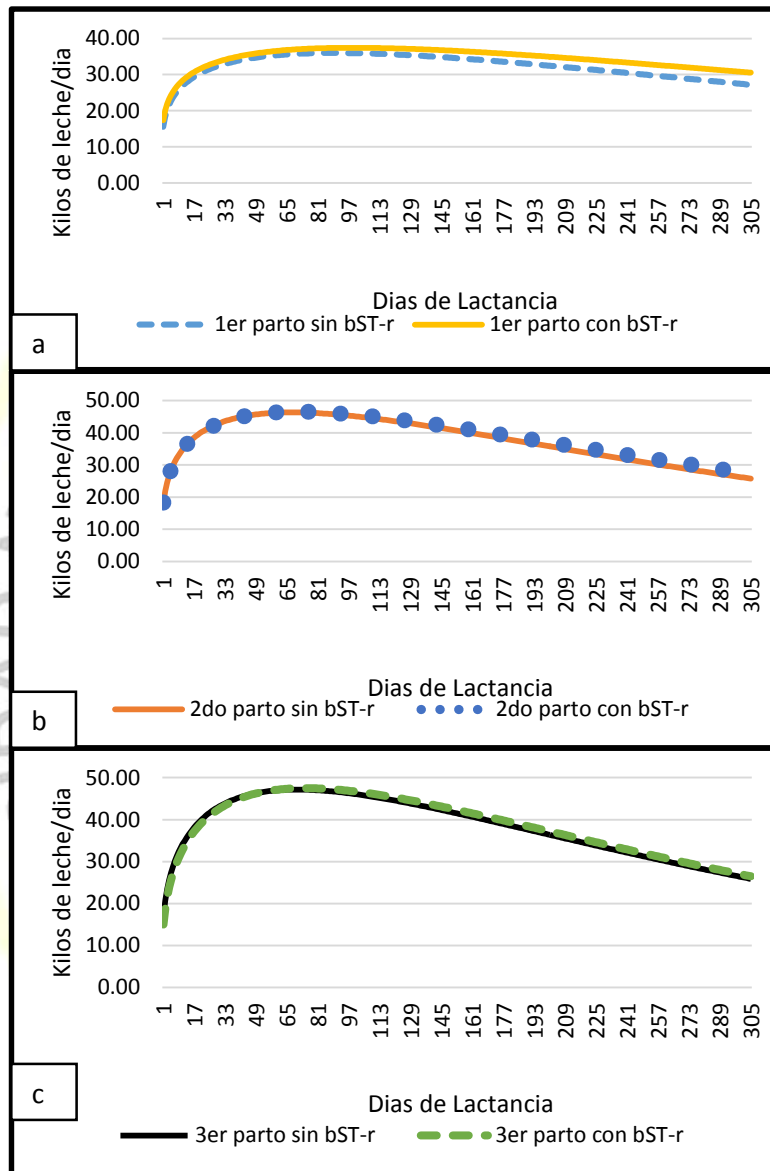 Kilos de leche/dia
40.00
30.00
20.00
10.00
0.00
1 17 33 49 65 81 97 113 129 145 161 177 193 209 225 241 257 273 289 305
Dias de Lactancia
1er parto sin bST-r 1er parto con bST-r
a
Kilos de leche/dia
50.00
40.00
30.00
20.00
10.00
0.00
1 17 33 49 65 81 97 113 129 145 161 177 193 209 225 241 257 273 289 305
Dias de Lactancia
2do parto sin bST-r 2do parto con bST-r
b
Kilos de leche/dia
50.00
40.00
30.00
20.00
10.00
0.00
1 17 33 49 65 81 97 113 129 145 161 177 193 209 225 241 257 273 289 305
Dias de Lactancia
3er parto sin bST-r 3er parto con bST-r
c